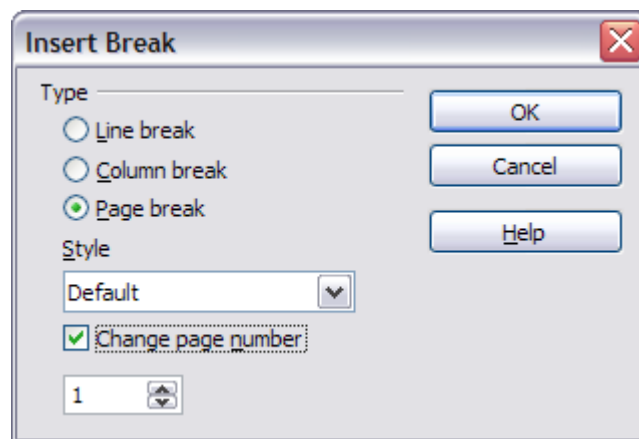 Insert Break
Type
Line break
Column break
Page break
Style
Default
Change page number
1
OK
Cancel
Help